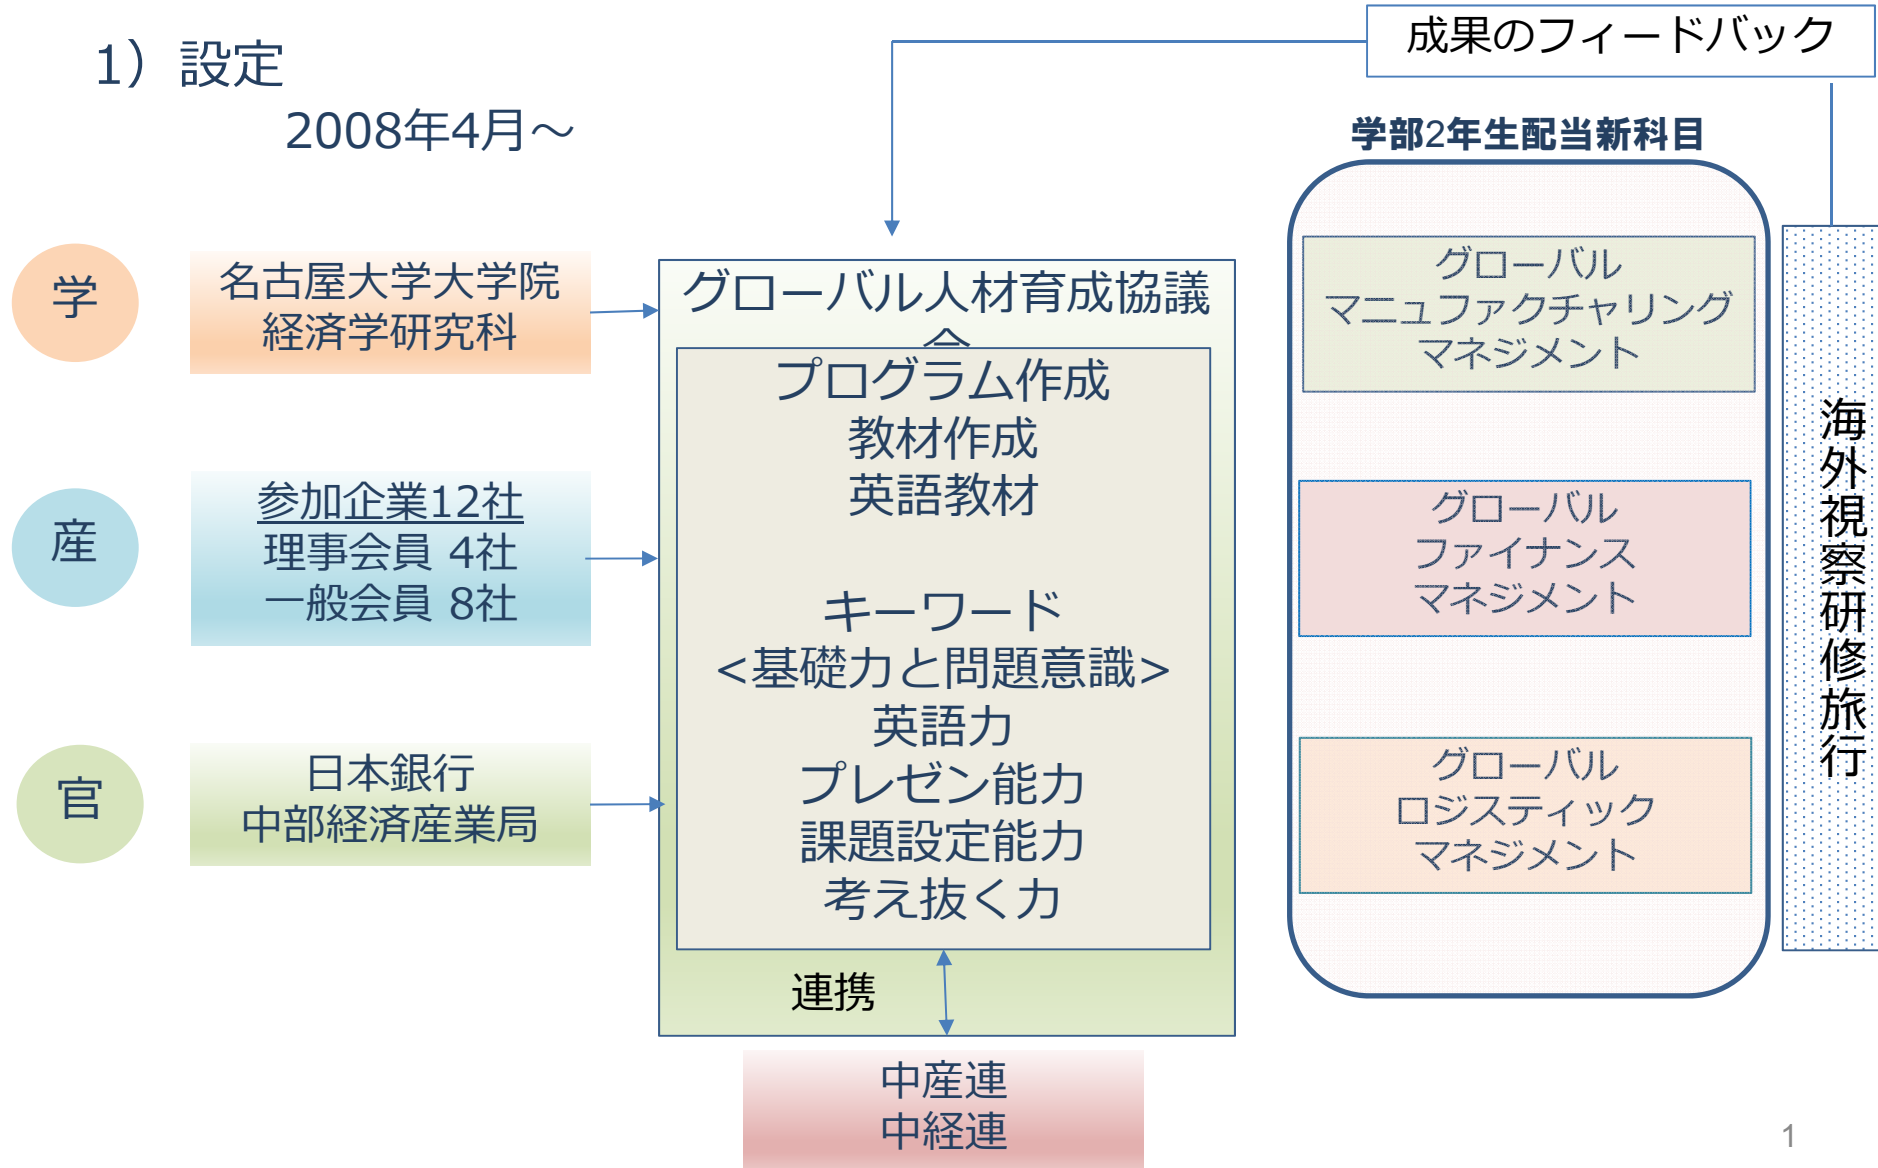 1）設定
2008年4月～
成果のフィードバック
学部2年生配当新科目
学
名古屋大学大学院
経済学研究科
産
参加企業12社
理事会員 4社
一般会員 8社
官
日本銀行
中部経済産業局
グローバル人材育成協議
会
プログラム作成
教材作成
英語教材
キーワード
<基礎力と問題意識>
英語力
プレゼン能力
課題設定能力
考え抜く力
連携
中産連
中経連
グローバル
マニュファクチャリング
マネジメント
グローバル
ファイナンス
マネジメント
グローバル
ロジスティック
マネジメント
海外視察研修旅行
1